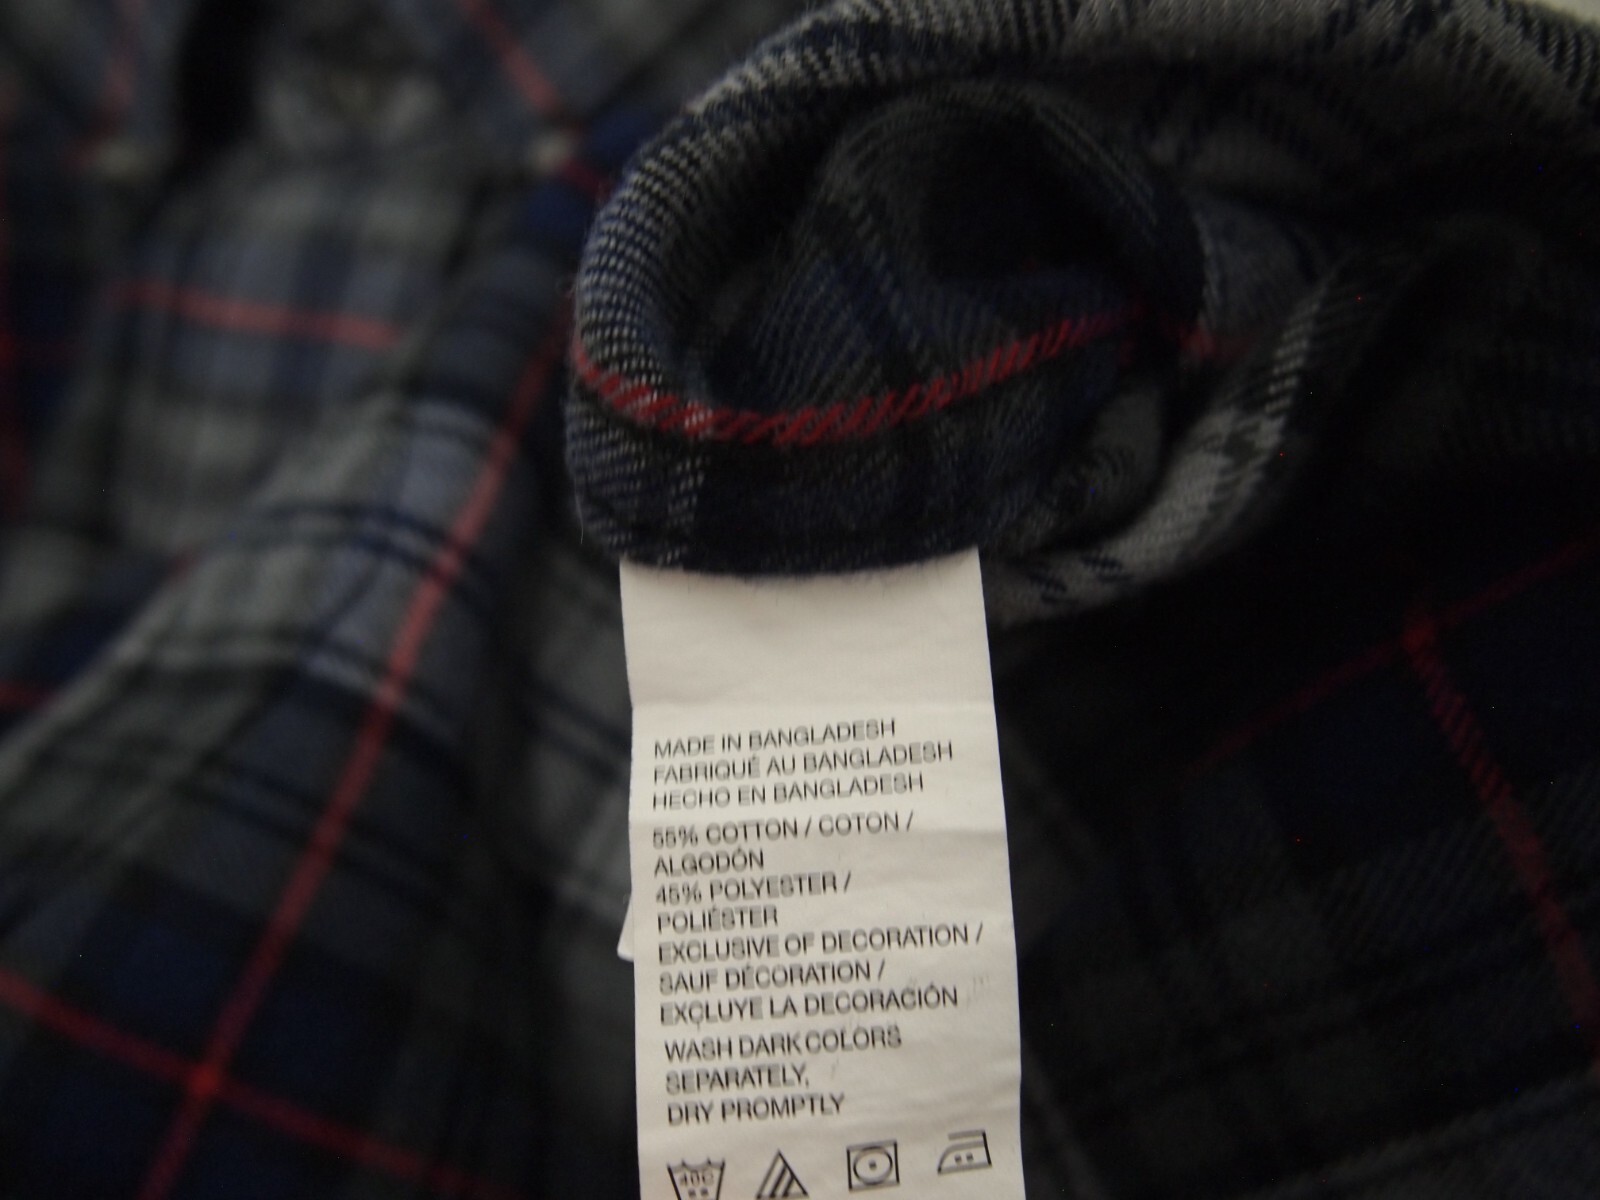 MADE IN BANGLADESH
FABRIQUÉ AU BANGLADESH
HECHO EN BANGLADESH
55% COTTON / COTON /
ALGODÓN
45% POLYESTER /
POLIÉSTER
EXCLUSIVE OF DECORATION /
SAUF DÉCORATION /
EXCLUYE LA DECORACIÓN
WASH DARK COLORS
SEPARATELY,
DRY PROMPTLY
40C